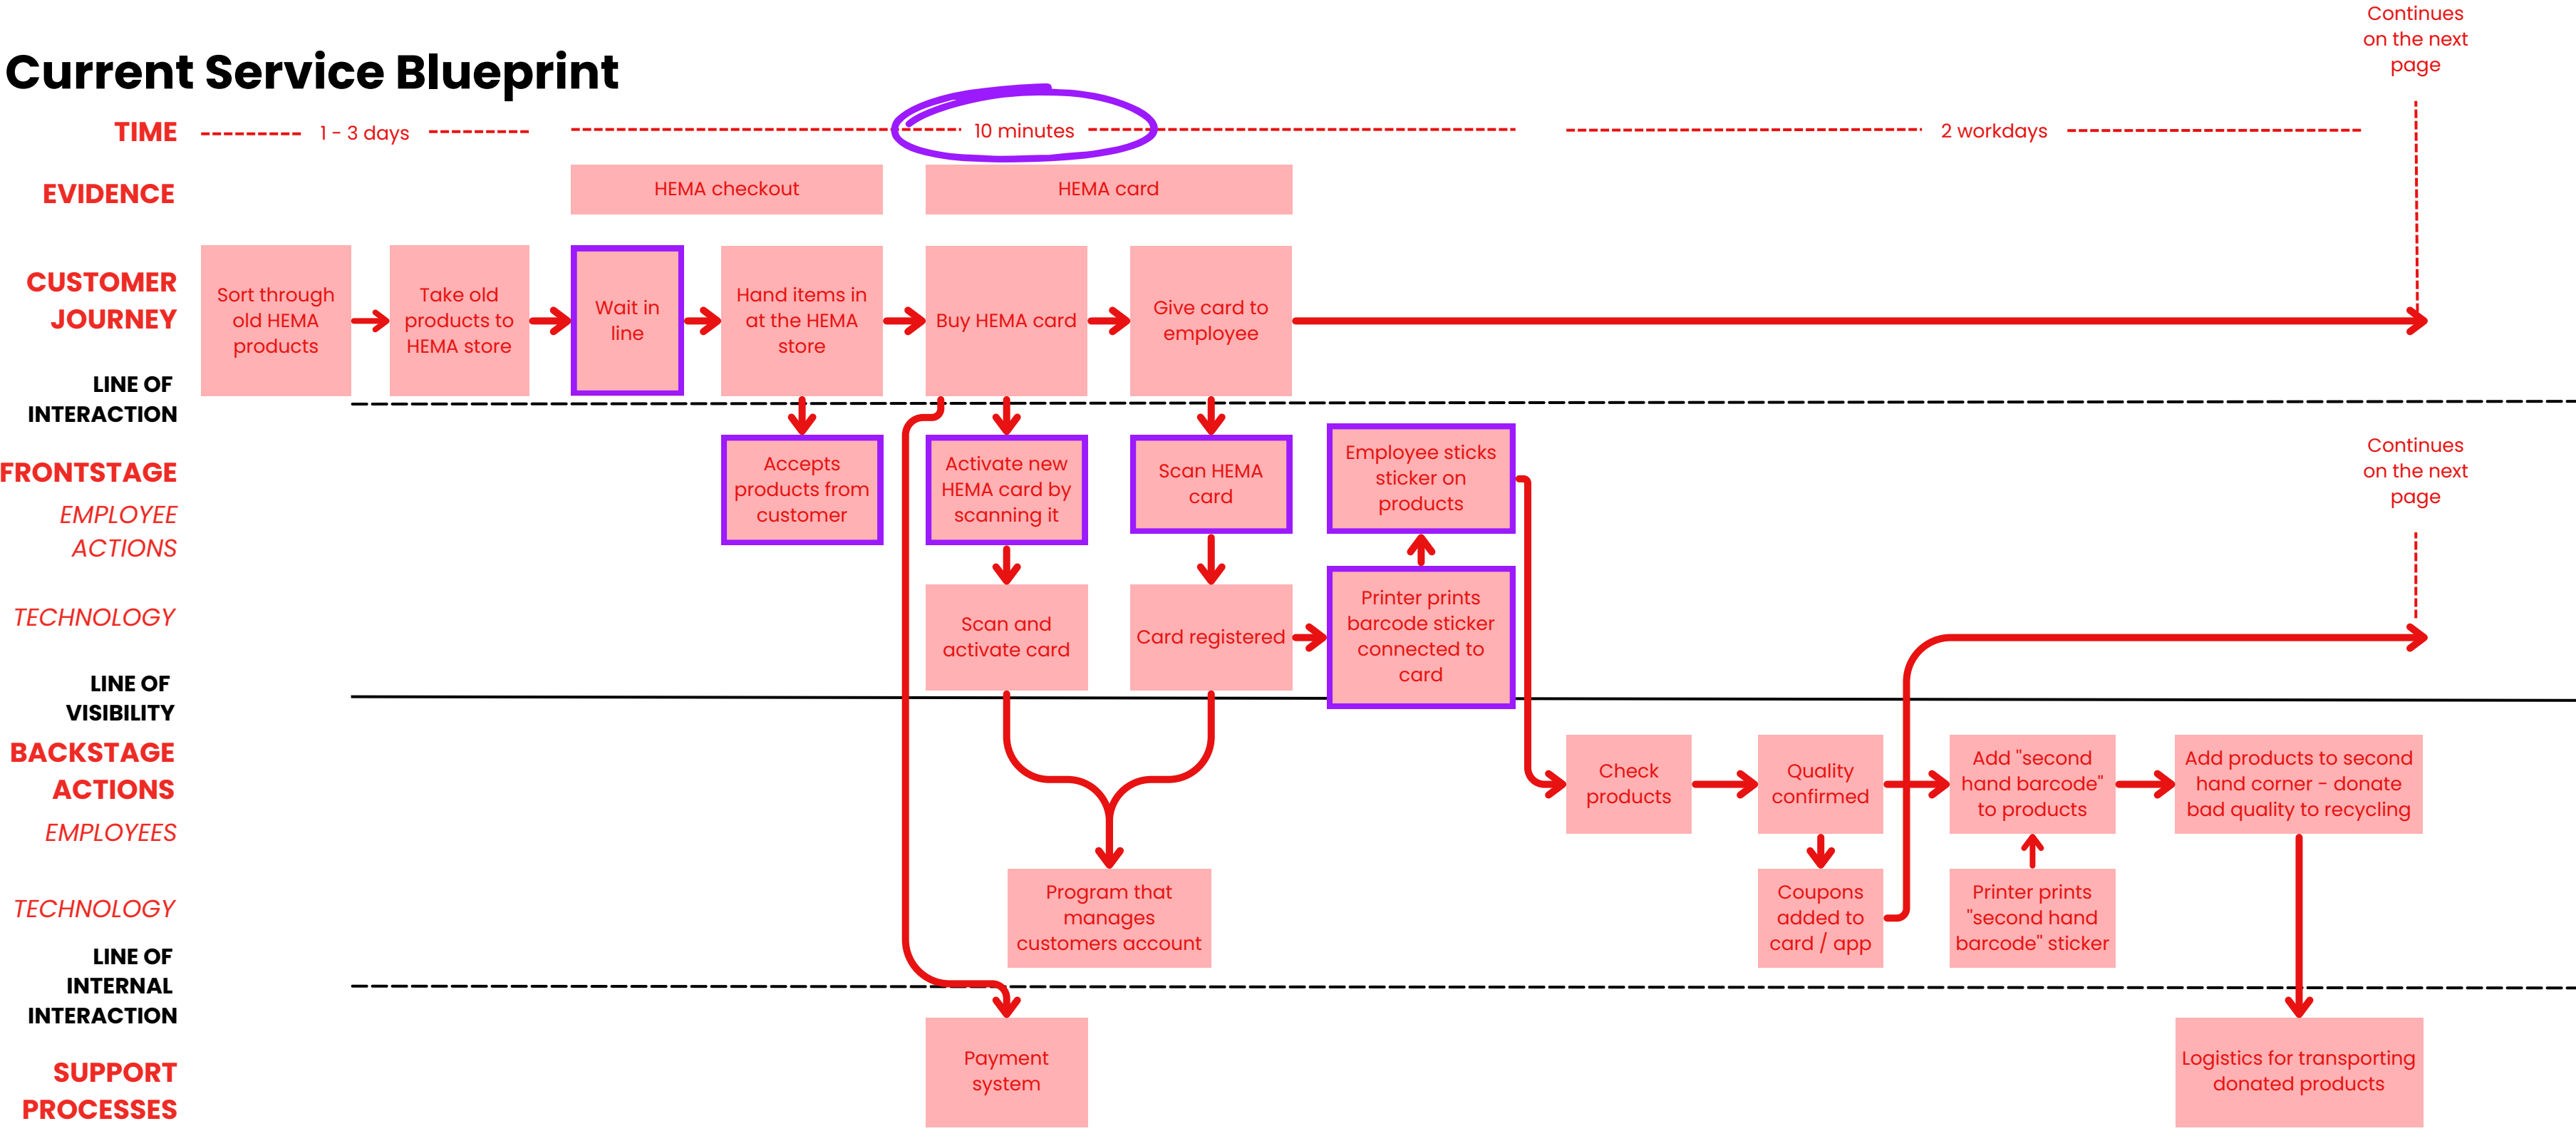 Continues
on the next
page
Current Service Blueprint
TIME
1 - 3 days
10 minutes
2 workdays
EVIDENCE
HEMA checkout
HEMA card
CUSTOMER
JOURNEY
Sort through
old HEMA
products
Take old
products to
HEMA store
Wait in
line
Hand items in
at the HEMA
store
Buy HEMA card
Give card to
employee
LINE OF
INTERACTION
FRONTSTAGE
EMPLOYEE
ACTIONS
Accepts
products from
customer
Activate new
HEMA card by
scanning it
Scan HEMA
card
Employee sticks
sticker on
products
Continues
on the next
page
TECHNOLOGY
Scan and
activate card
Card registered
Printer prints
barcode sticker
connected to
card
LINE OF
VISIBILITY
BACKSTAGE
ACTIONS
EMPLOYEES
Check
products
Quality
confirmed
Add "second
hand barcode"
to products
Add products to second
hand corner - donate
bad quality to recycling
TECHNOLOGY
Program that
manages
customers account
Coupons
added to
card / app
Printer prints
"second hand
barcode" sticker
LINE OF
INTERNAL
INTERACTION
SUPPORT
PROCESSES
Payment
system
Logistics for transporting
donated products